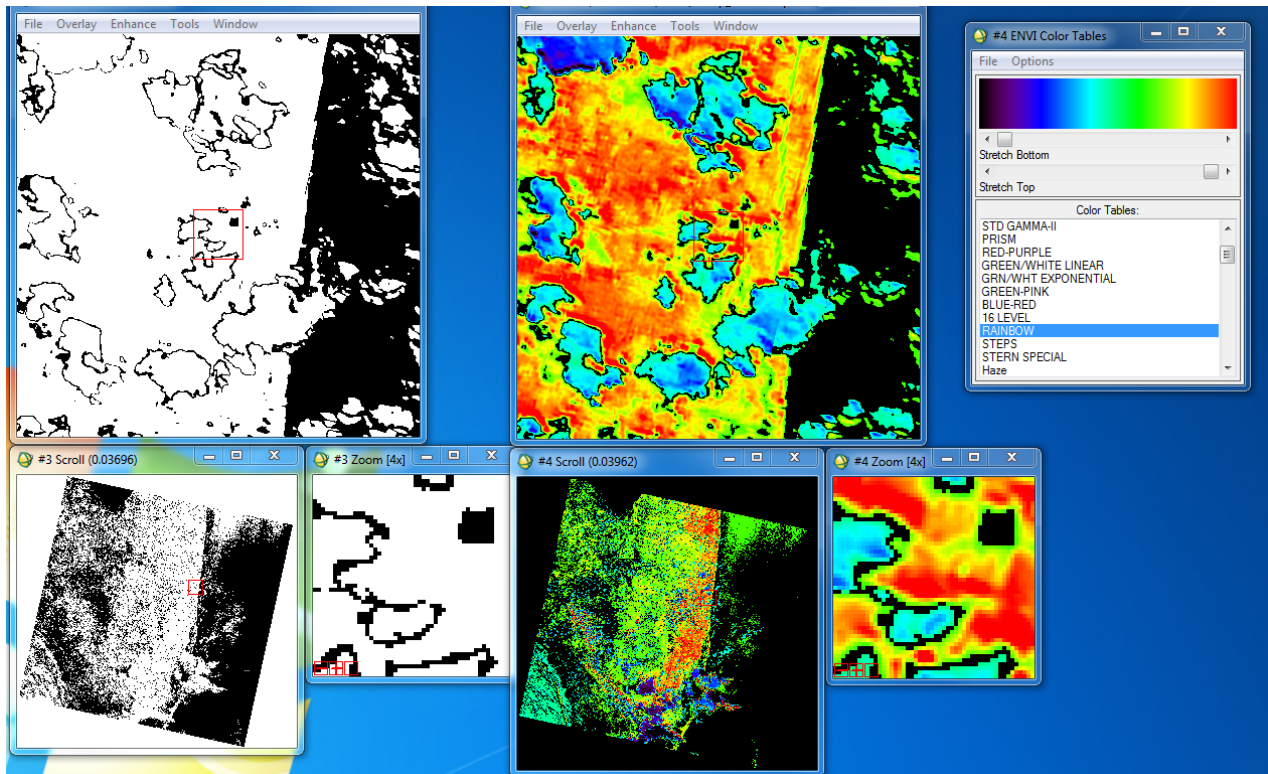 File Overlay Enhance Tools Window
File Overlay Enhance Tools Window
#4 ENVI Color Tables
File Options
Stretch Bottom
Stretch Top
Color Tables:
STD GAMMA-II
PRISM
RED-PURPLE
GREEN/WHITE LINEAR
GRN/WHT EXPONENTIAL
GREEN-PINK
BLUE-RED
16 LEVEL
RAINBOW
STEPS
STERN SPECIAL
Haze
#3 Scroll (0.03696)
#3 Zoom [4x]
#4 Scroll (0.03962)
#4 Zoom [4x]